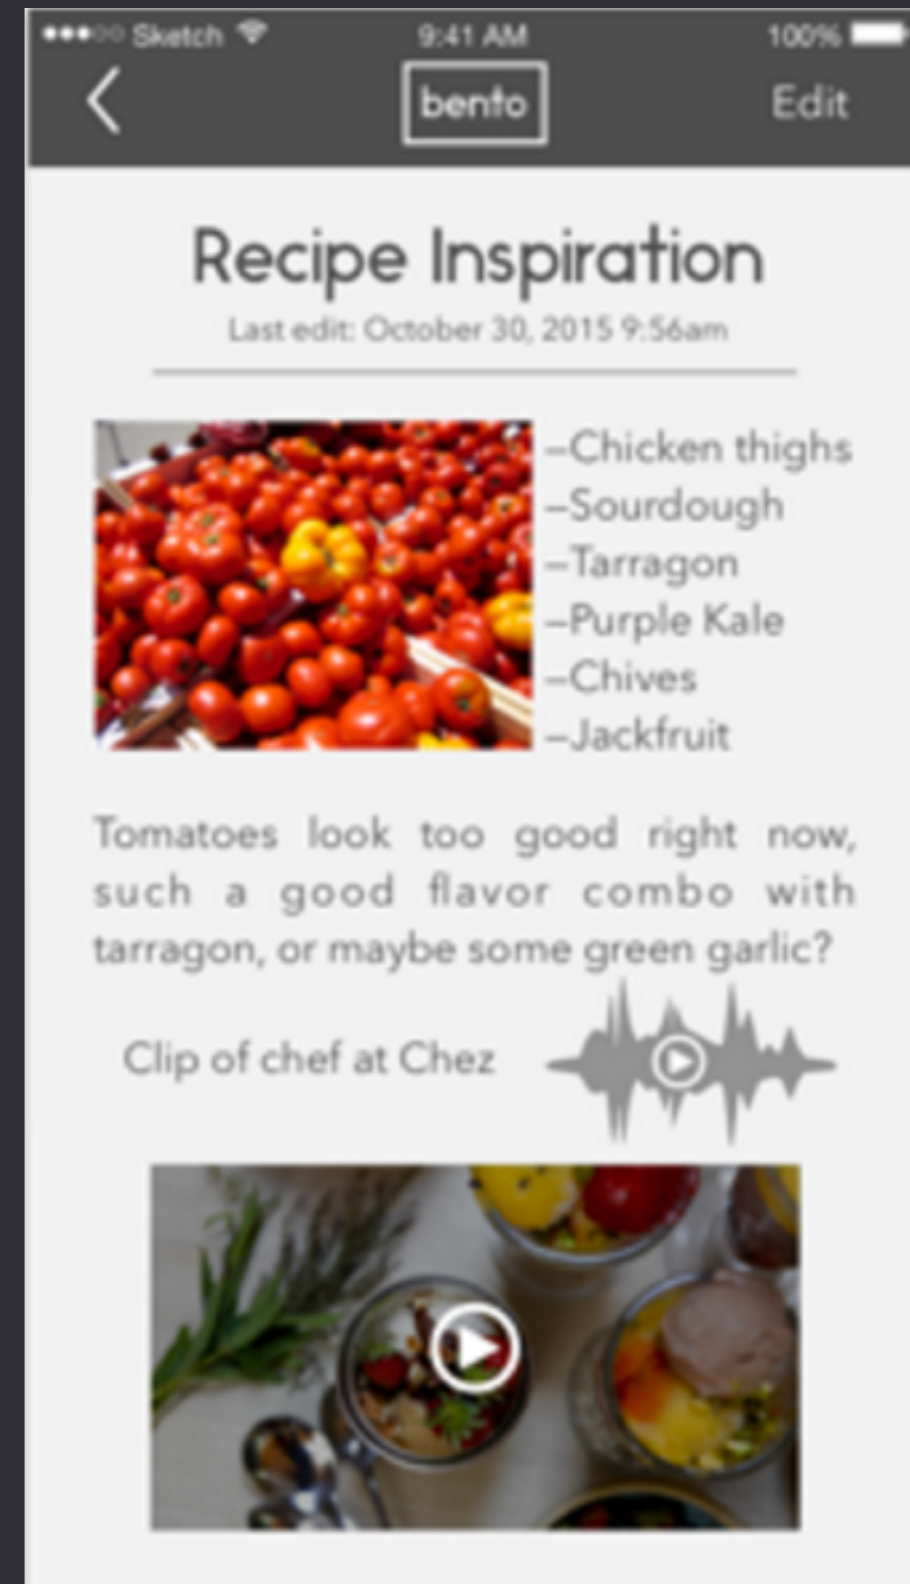 Sketch 9:41 AM 100%
bento Edit
Recipe Inspiration
Last edit: October 30, 2015 9:56am
–Chicken thighs
–Sourdough
–Tarragon
–Purple Kale
–Chives
–Jackfruit
Tomatoes look too good right now,
such a good flavor combo with
tarragon, or maybe some green garlic?
Clip of chef at Chez